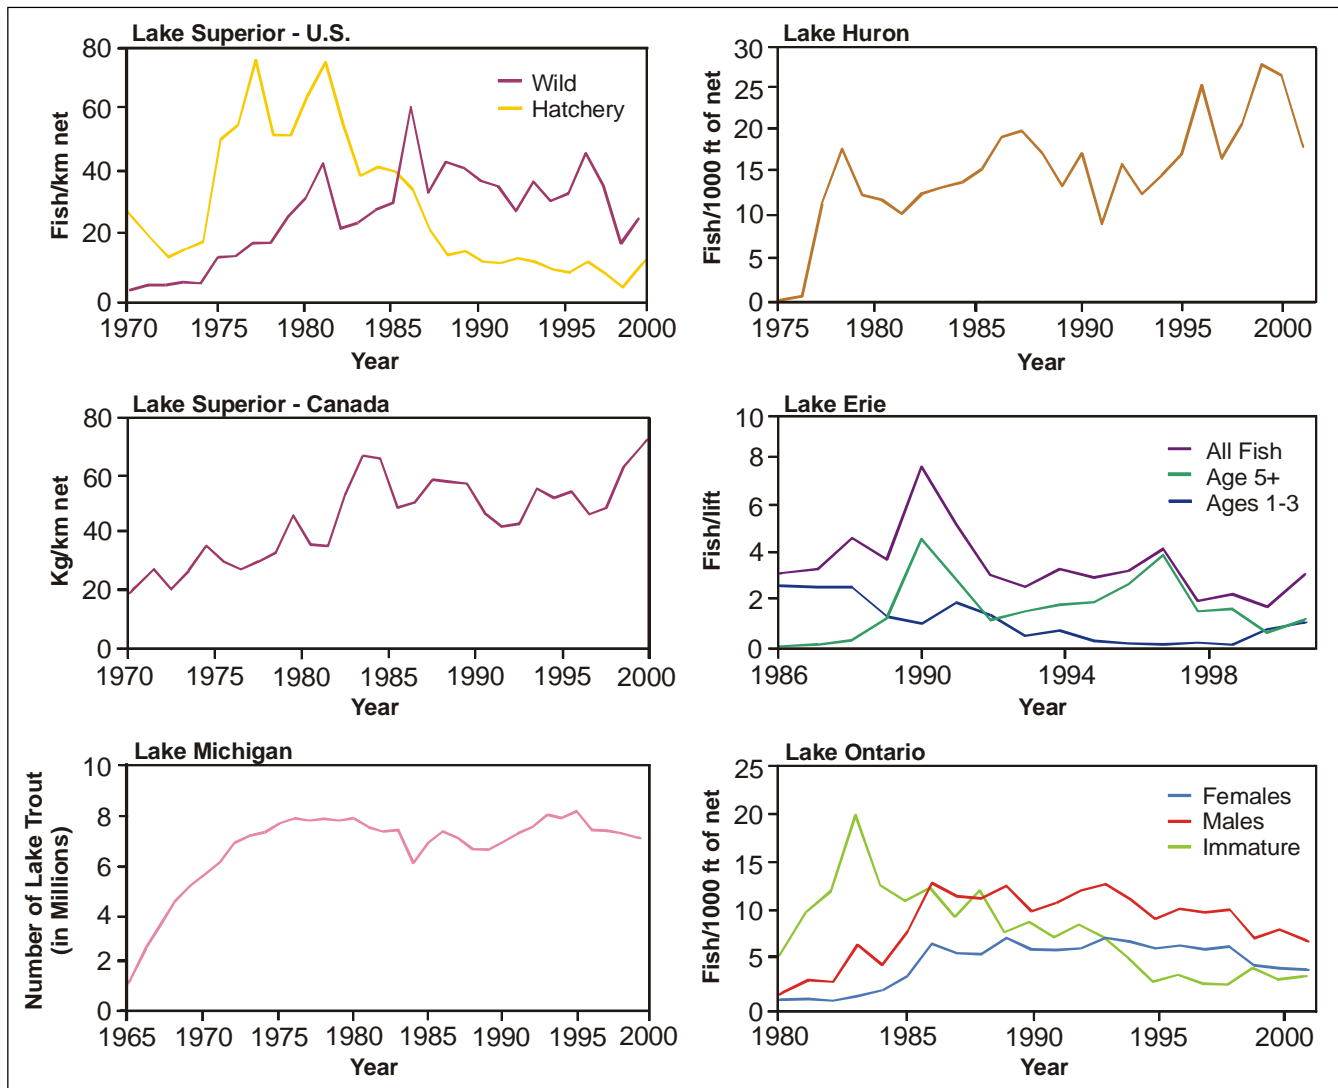 Lake Superior - U.S.
80
60
40
20
0
Fish/km net
Wild
Hatchery
1970 1975 1980 1985 1990 1995 2000
Year
Lake Huron
30
25
20
15
10
5
0
Fish/1000 ft of net
1975 1980 1985 1990 1995 2000
Year
Lake Superior - Canada
80
60
40
20
0
Kg/km net
1970 1975 1980 1985 1990 1995 2000
Year
Lake Erie
10
8
6
4
2
0
Fish/lift
All Fish
Age 5+
Ages 1-3
1986 1990 1994 1998
Year
Lake Michigan
10
8
6
4
2
0
Number of Lake Trout
(in Millions)
1965 1970 1975 1980 1985 1990 1995 2000
Year
Lake Ontario
25
20
15
10
5
0
Fish/1000 ft of net
Females
Males
Immature
1980 1985 1990 1995 2000
Year